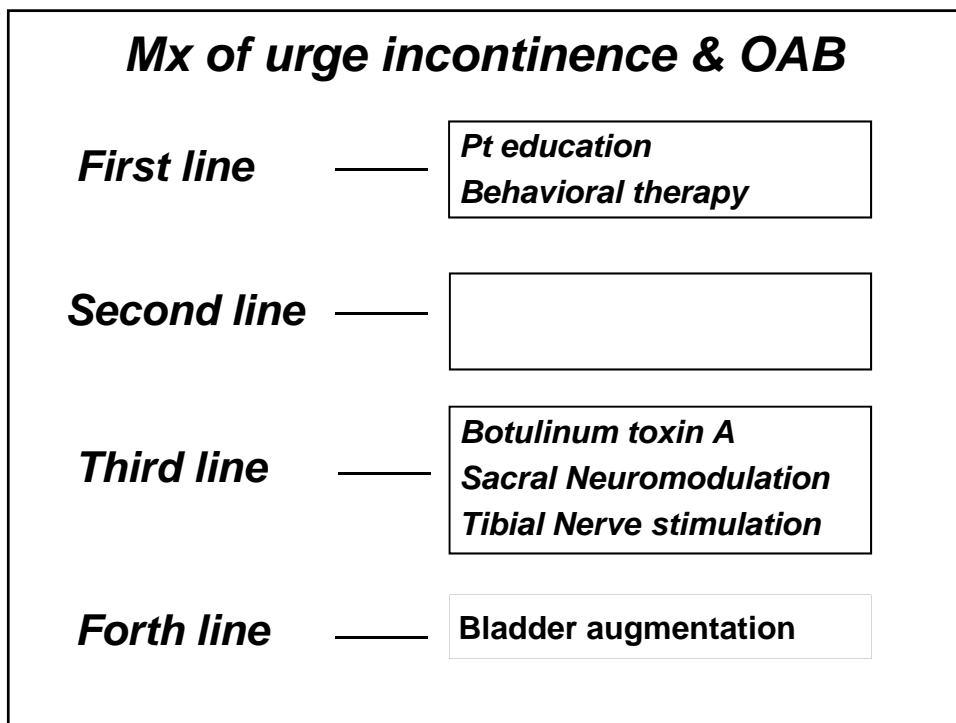 Mx of urge incontinence & OAB
First line
Pt education
Behavioral therapy
Second line
Third line
Botulinum toxin A
Sacral Neuromodulation
Tibial Nerve stimulation
Forth line
Bladder augmentation